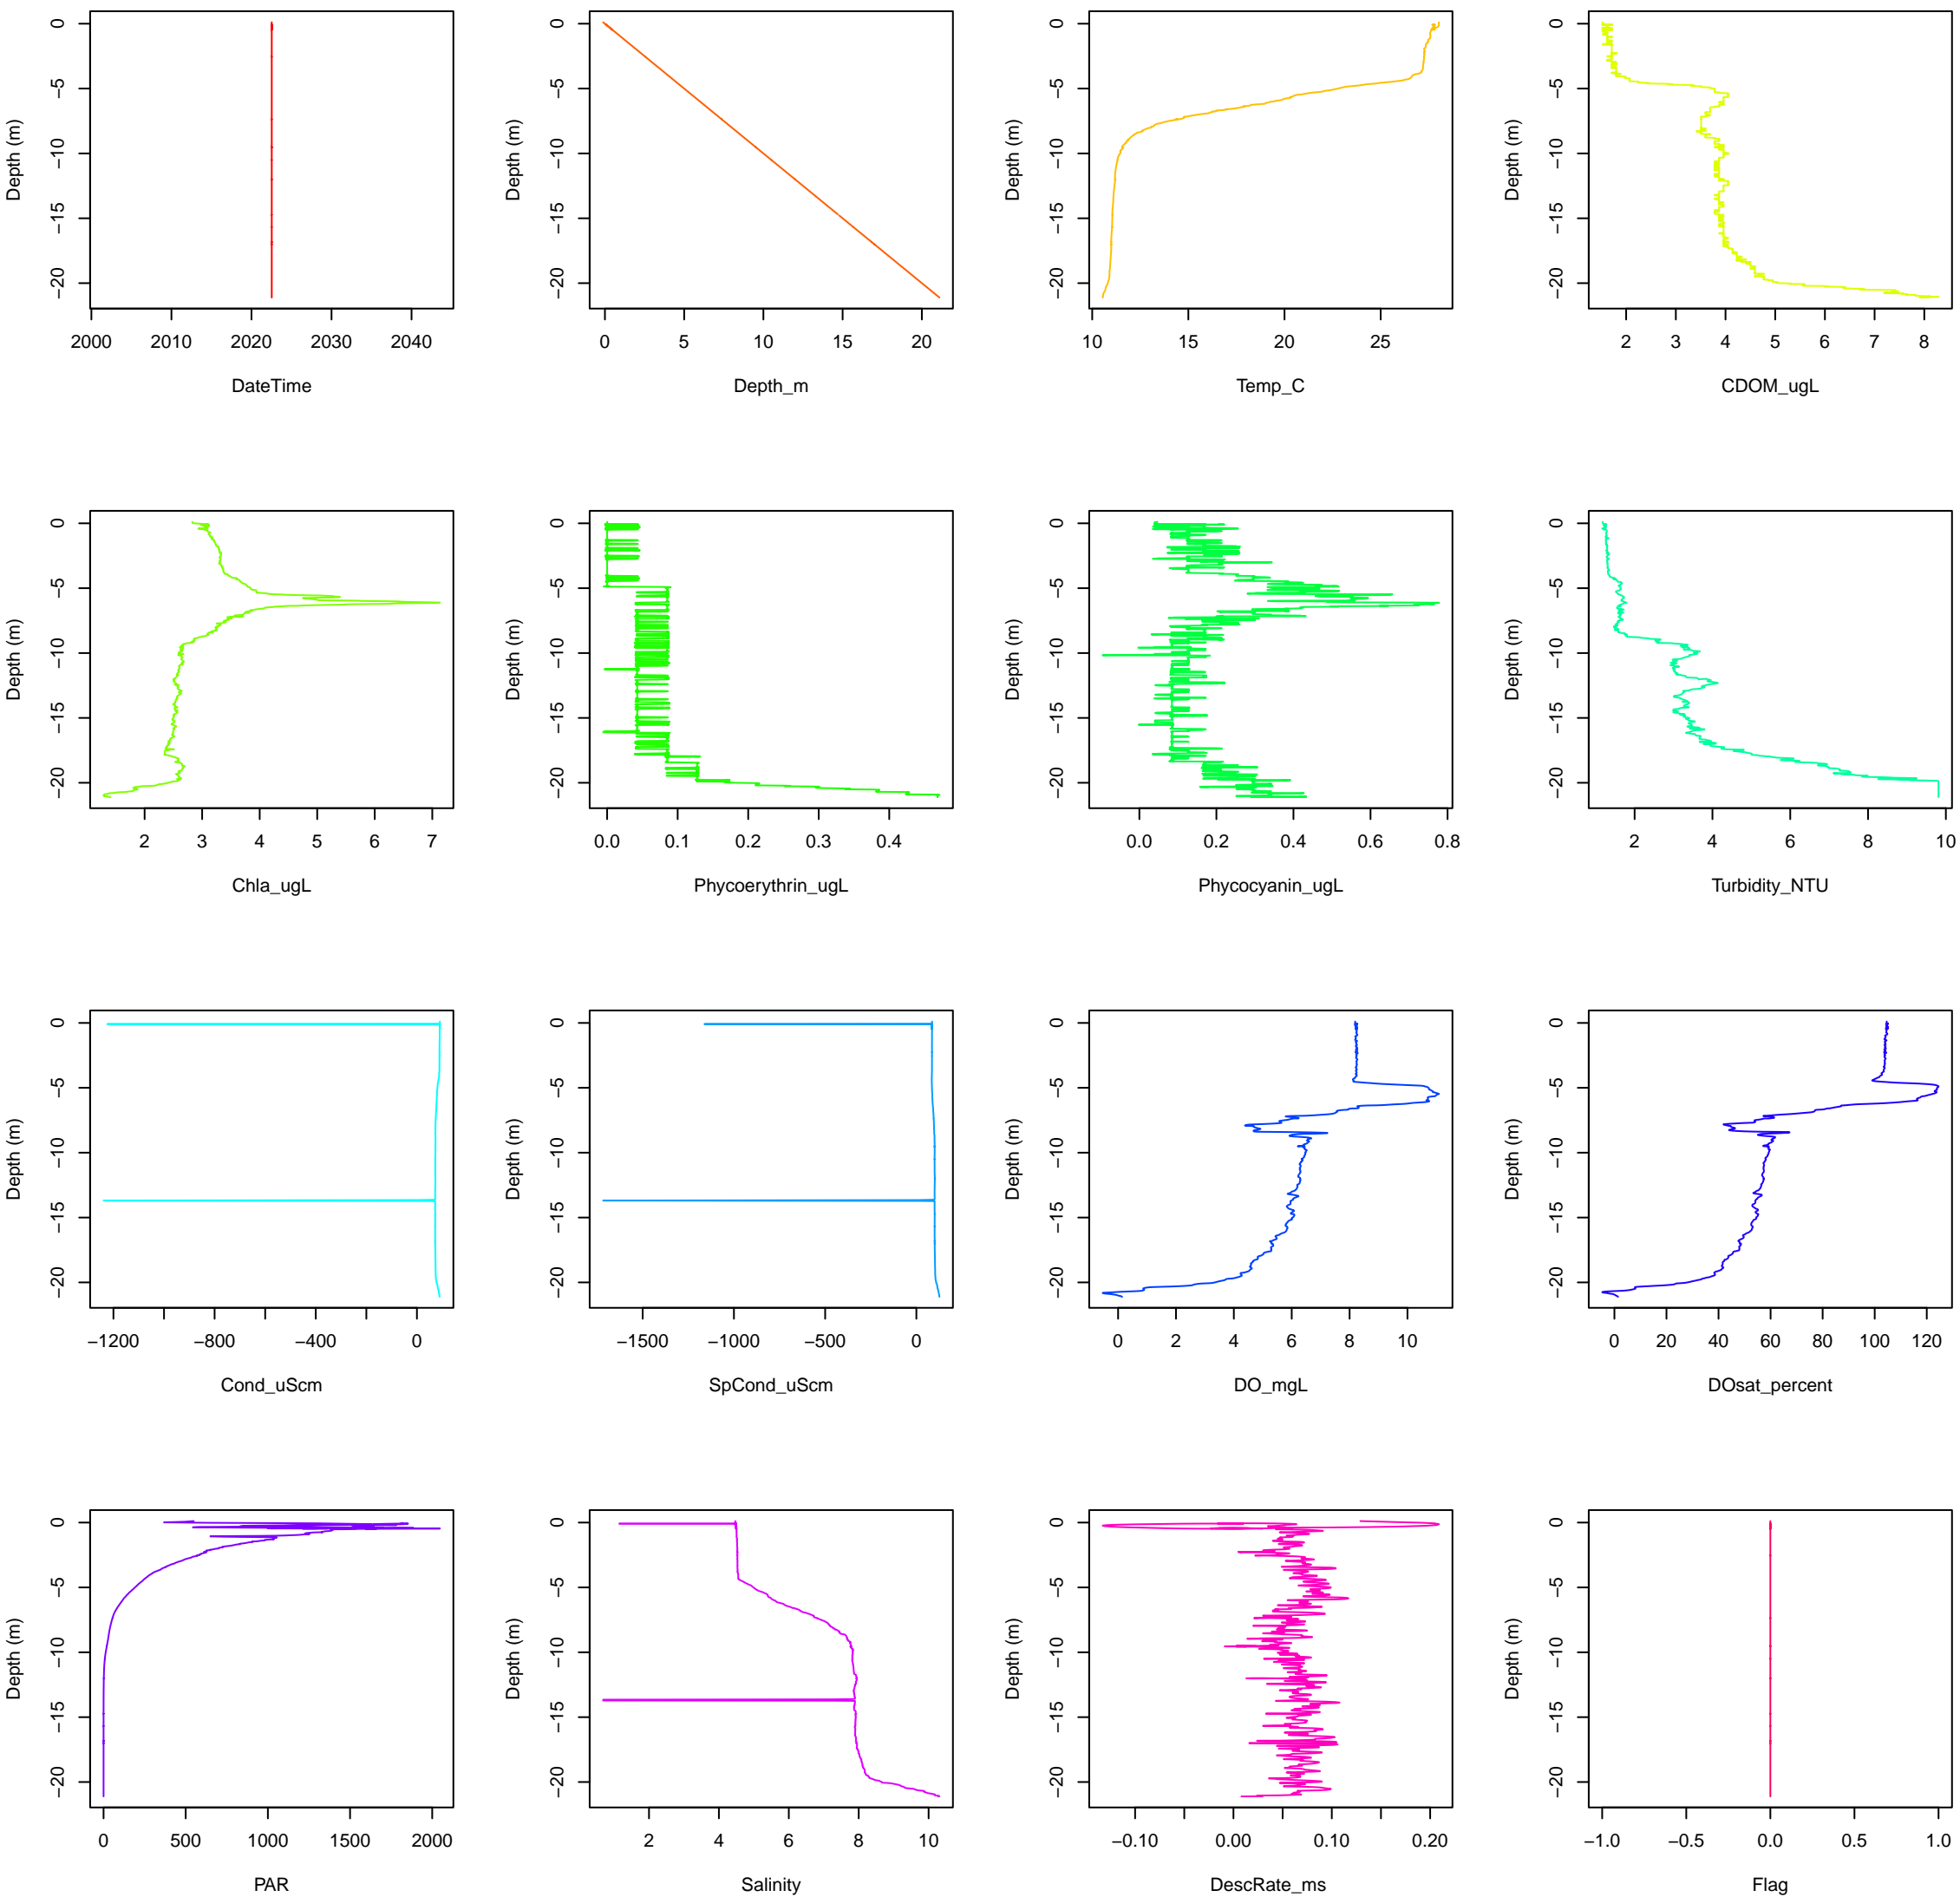 Depth (m)
0
−5
−10
−15
−20
2000 2010 2020 2030 2040
DateTime
Depth (m)
0
−5
−10
−15
−20
0 5 10 15 20
Depth_m
Depth (m)
0
−5
−10
−15
−20
10 15 20 25
Temp_C
Depth (m)
0
−5
−10
−15
−20
2 3 4 5 6 7 8
CDOM_ugL
Depth (m)
0
−5
−10
−15
−20
2 3 4 5 6 7
Chla_ugL
Depth (m)
0
−5
−10
−15
−20
0.0 0.1 0.2 0.3 0.4
Phycoerythrin_ugL
Depth (m)
0
−5
−10
−15
−20
0.0 0.2 0.4 0.6 0.8
Phycocyanin_ugL
Depth (m)
0
−5
−10
−15
−20
2 4 6 8 10
Turbidity_NTU
Depth (m)
0
−5
−10
−15
−20
−1200 −800 −400 0
Cond_uScm
Depth (m)
0
−5
−10
−15
−20
−1500 −1000 −500 0
SpCond_uScm
Depth (m)
0
−5
−10
−15
−20
0 2 4 6 8 10
DO_mgL
Depth (m)
0
−5
−10
−15
−20
0 20 40 60 80 100 120
DOsat_percent
Depth (m)
0
−5
−10
−15
−20
0 500 1000 1500 2000
PAR
Depth (m)
0
−5
−10
−15
−20
2 4 6 8 10
Salinity
Depth (m)
0
−5
−10
−15
−20
−0.10 0.00 0.10 0.20
DescRate_ms
Depth (m)
0
−5
−10
−15
−20
−1.0 −0.5 0.0 0.5 1.0
Flag